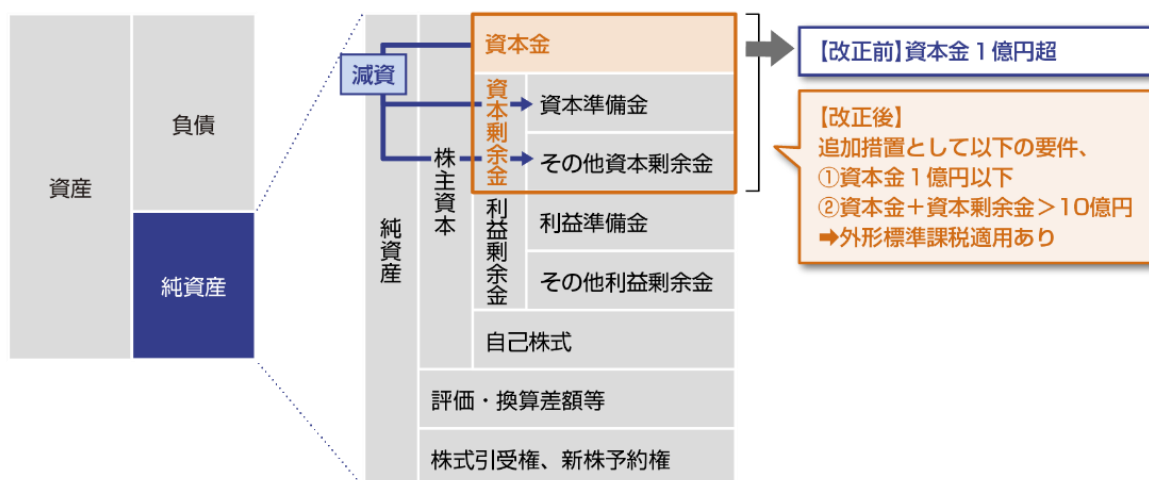 資産
負債
純資産
純資産
株主資本
減資
資本金
資本剰余金
資本準備金
その他資本剰余金
利益剰余金
利益準備金
その他利益剰余金
自己株式
評価・換算差額等
株式引受権、新株予約権
【改正前】資本金1億円超
【改正後】
追加措置として以下の要件、
①資本金1億円以下
②資本金＋資本剰余金＞10億円
➡外形標準課税適用あり